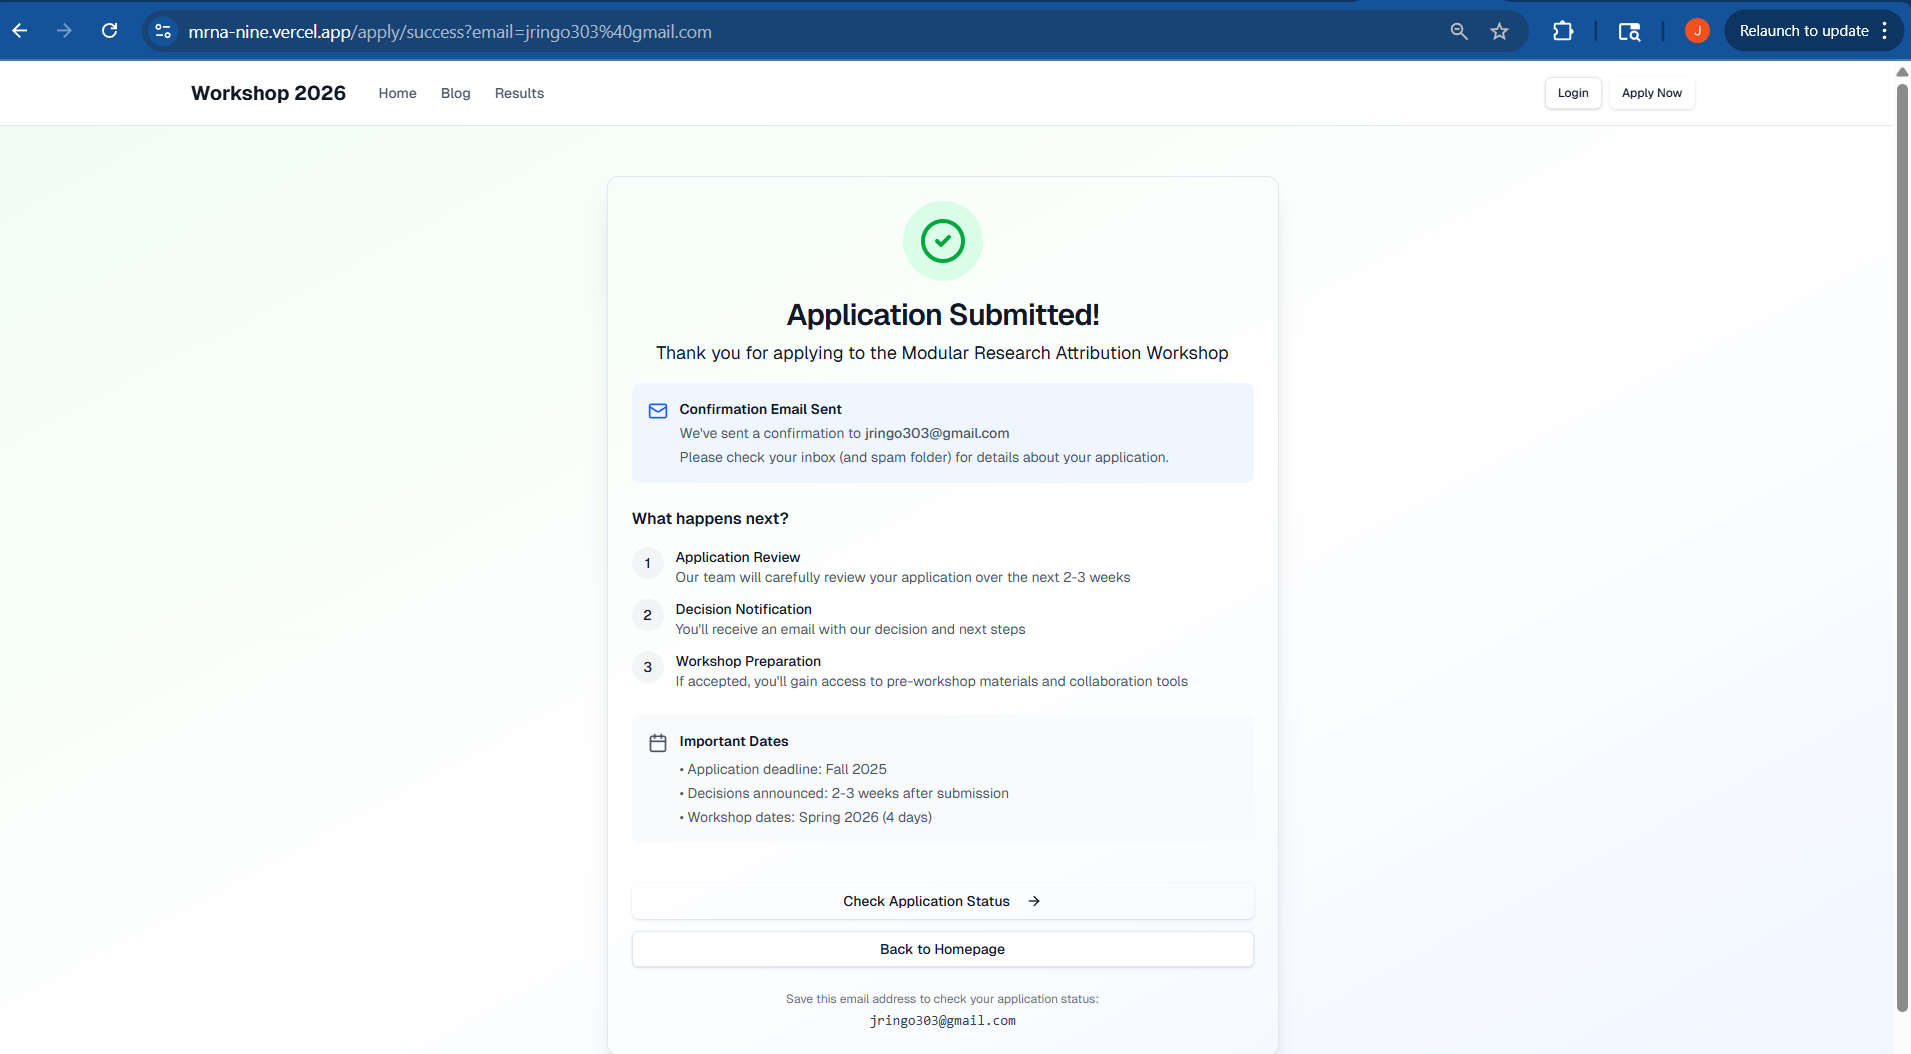 mrna-nine.vercel.app/apply/success?email=jringo303%40gmail.com
J
Relaunch to update
Workshop 2026
Home
Blog
Results
Login
Apply Now
Application Submitted!
Thank you for applying to the Modular Research Attribution Workshop
Confirmation Email Sent
We've sent a confirmation to jringo303@gmail.com
Please check your inbox (and spam folder) for details about your application.
What happens next?
1
Application Review
Our team will carefully review your application over the next 2-3 weeks
2
Decision Notification
You'll receive an email with our decision and next steps
3
Workshop Preparation
If accepted, you'll gain access to pre-workshop materials and collaboration tools
Important Dates
• Application deadline: Fall 2025
• Decisions announced: 2-3 weeks after submission
• Workshop dates: Spring 2026 (4 days)
Check Application Status →
Back to Homepage
Save this email address to check your application status:
jringo303@gmail.com